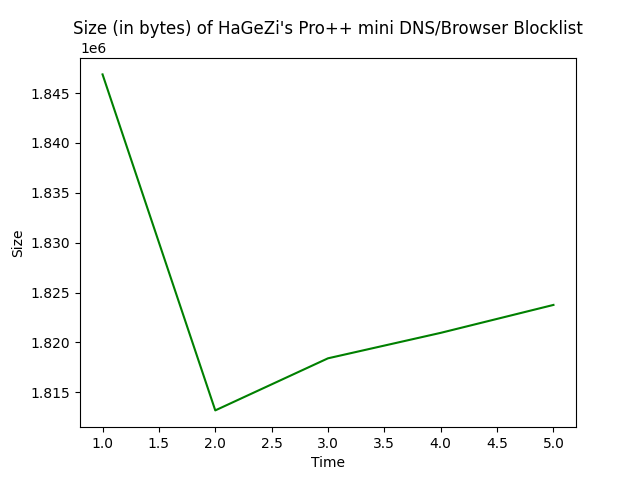 Size (in bytes) of HaGeZi's Pro++ mini DNS/Browser Blocklist
1e6
1.845
1.840
1.835
1.830
1.825
1.820
1.815
Size
1.0 1.5 2.0 2.5 3.0 3.5 4.0 4.5 5.0
Time